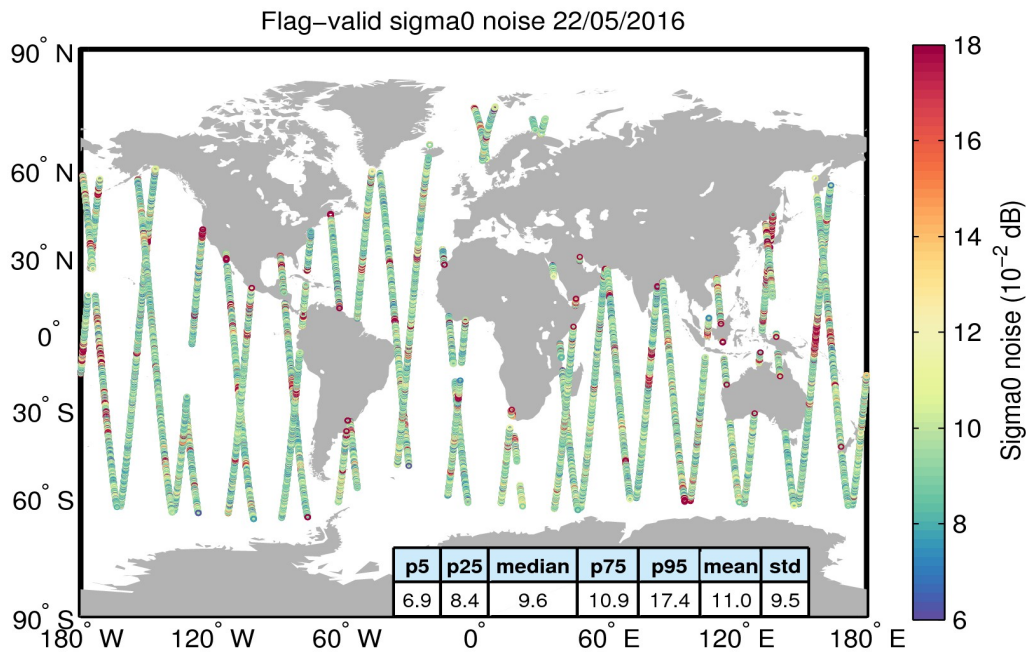 Flag−valid sigma0 noise 22/05/2016
90° N
60° N
30° N
0°
30° S
60° S
90° S
180° W
120° W
60° W
0°
60° E
120° E
180° E
p5 p25 median p75 p95 mean std
6.9 8.4 9.6 10.9 17.4 11.0 9.5
18
16
14
12
10
8
6
Sigma0 noise (10⁻² dB)